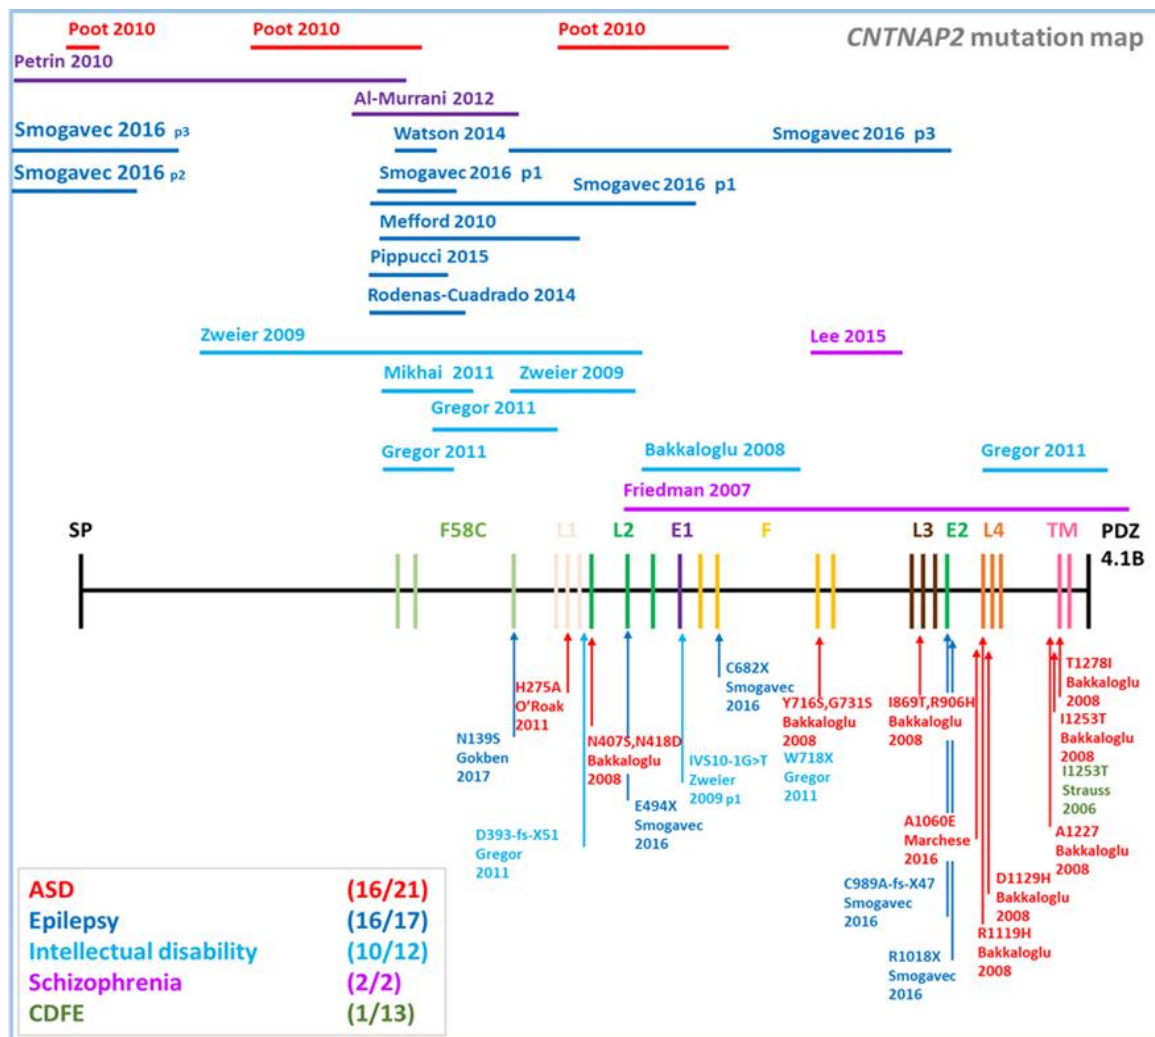 Poot 2010
Poot 2010
Poot 2010
CNTNAP2 mutation map
Petrin 2010
Al-Murrani 2012
Smogavec 2016 p3
Watson 2014
Smogavec 2016 p3
Smogavec 2016 p2
Smogavec 2016 p1
Smogavec 2016 p1
Mefford 2010
Pippucci 2015
Rodenas-Cuadrado 2014
Zweier 2009
Lee 2015
Mikhai 2011
Zweier 2009
Gregor 2011
Gregor 2011
Bakkaloglu 2008
Gregor 2011
Friedman 2007
SP
F58C
L1
L2
E1
F
L3
E2
L4
TM
PDZ
4.1B
N139S
Gokben
2017
H275A
O'Roak
2011
D393-fs-X51
Gregor
2011
N407S,N418D
Bakkaloglu
2008
E494X
Smogavec
2016
IVS10-1G>T
Zweier
2009 p1
C682X
Smogavec
2016
Y716S,G731S
Bakkaloglu
2008
W718X
Gregor
2011
I869T,R906H
Bakkaloglu
2008
A1060E
Marchese
2016
C989A-fs-X47
Smogavec
2016
R1018X
Smogavec
2016
T1278I
Bakkaloglu
2008
I1253T
Bakkaloglu
2008
I1253T
Strauss
2006
A1227
Bakkaloglu
2008
D1129H
Bakkaloglu
2008
R1119H
Bakkaloglu
2008
ASD (16/21)
Epilepsy (16/17)
Intellectual disability (10/12)
Schizophrenia (2/2)
CDFE (1/13)